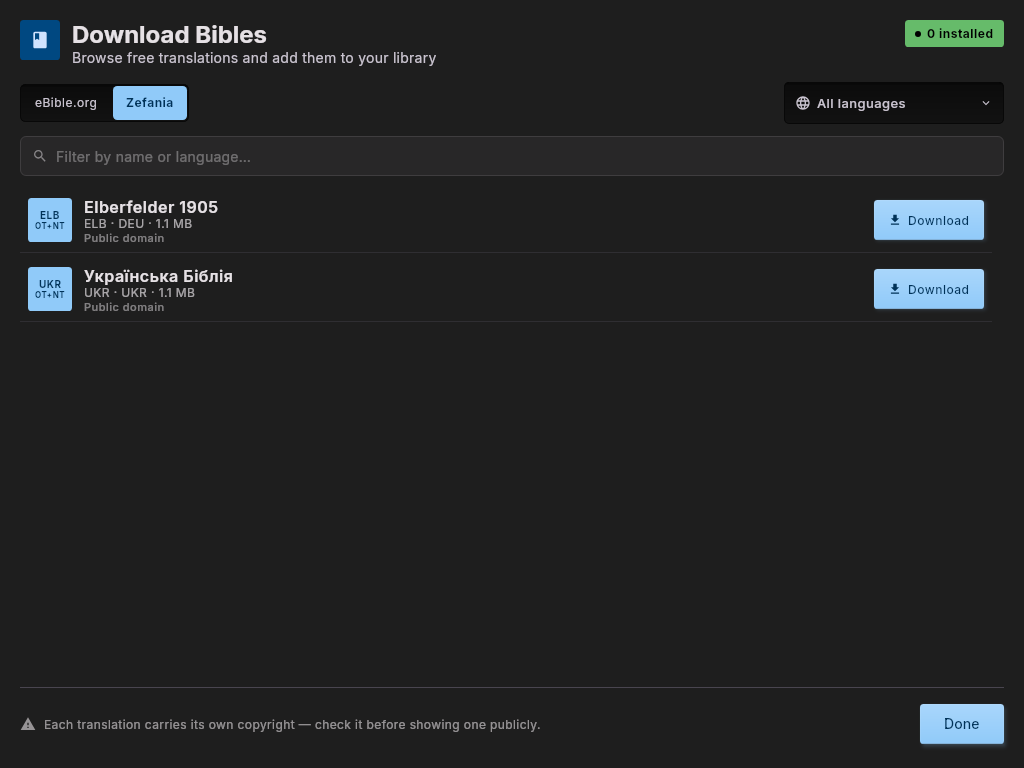 Download Bibles
Browse free translations and add them to your library
0 installed
eBible.org
Zefania
All languages
Filter by name or language...
ELB
OT+NT
Elberfelder 1905
ELB · DEU · 1.1 MB
Public domain
Download
UKR
OT+NT
Українська Біблія
UKR · UKR · 1.1 MB
Public domain
Download
Each translation carries its own copyright — check it before showing one publicly.
Done